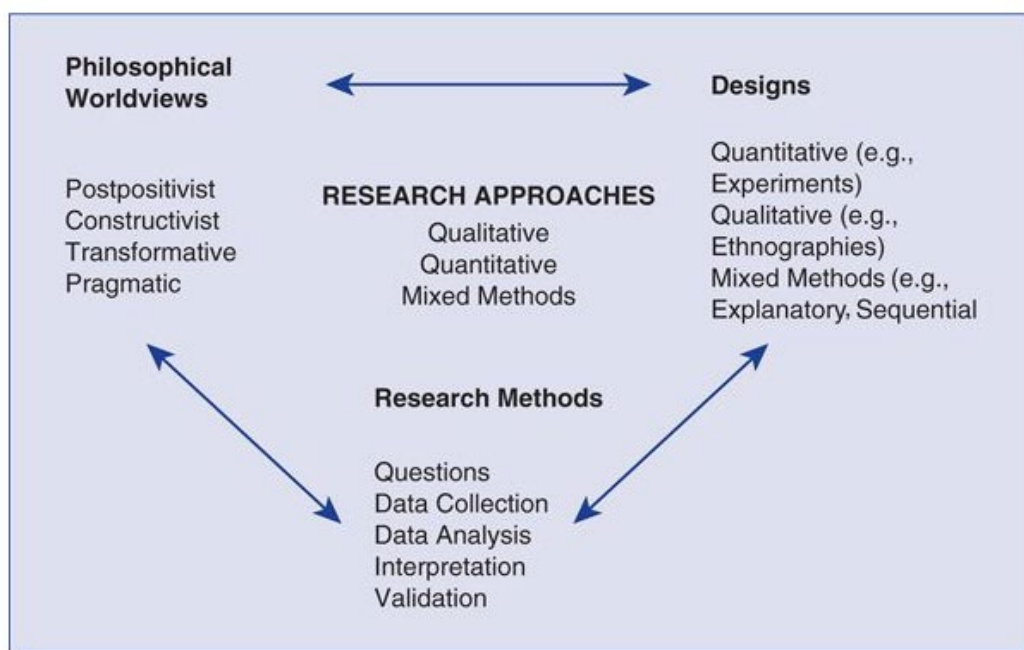 Philosophical
Worldviews
Designs
Postpositivist
Constructivist
Transformative
Pragmatic
RESEARCH APPROACHES
Qualitative
Quantitative
Mixed Methods
Quantitative (e.g.,
Experiments)
Qualitative (e.g.,
Ethnographies)
Mixed Methods (e.g.,
Explanatory, Sequential
Research Methods
Questions
Data Collection
Data Analysis
Interpretation
Validation